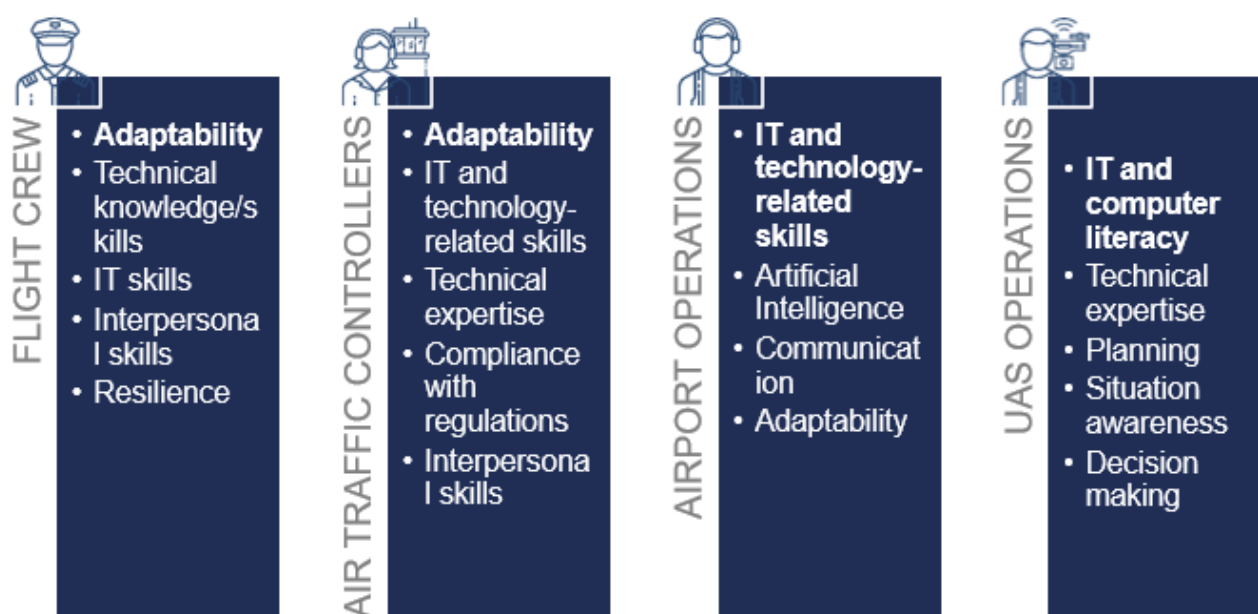 FLIGHT CREW
• Adaptability
• Technical
knowledge/s
kills
• IT skills
• Interpersona
l skills
• Resilience
AIR TRAFFIC CONTROLLERS
• Adaptability
• IT and
technology-
related skills
• Technical
expertise
• Compliance
with
regulations
• Interpersona
l skills
AIRPORT OPERATIONS
• IT and
technology-
related
skills
• Artificial
Intelligence
• Communicat
ion
• Adaptability
UAS OPERATIONS
• IT and
computer
literacy
• Technical
expertise
• Planning
• Situation
awareness
• Decision
making